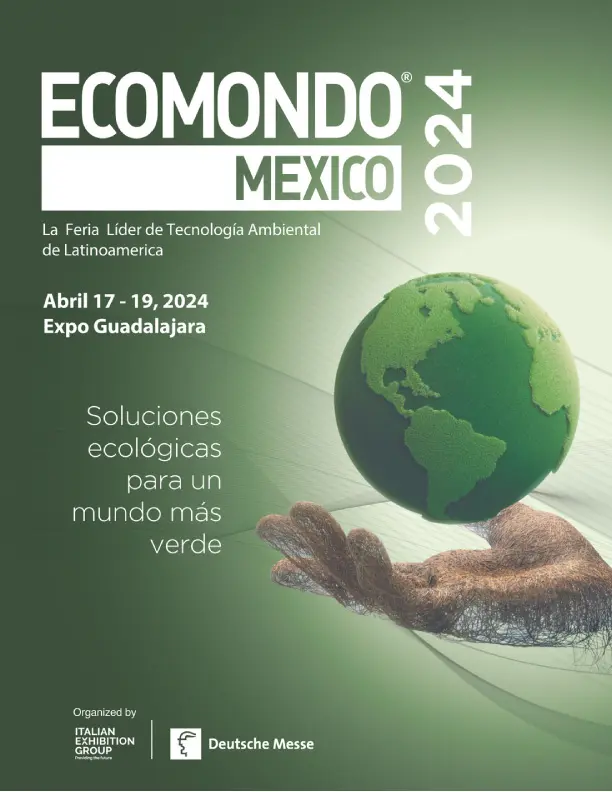 ECOMONDO®
MEXICO
2024
La Feria Líder de Tecnología Ambiental
de Latinoamerica
Abril 17 - 19, 2024
Expo Guadalajara
Soluciones
ecológicas
para un
mundo más
verde
Organized by
ITALIAN
EXHIBITION
GROUP
Providing the future
Deutsche Messe